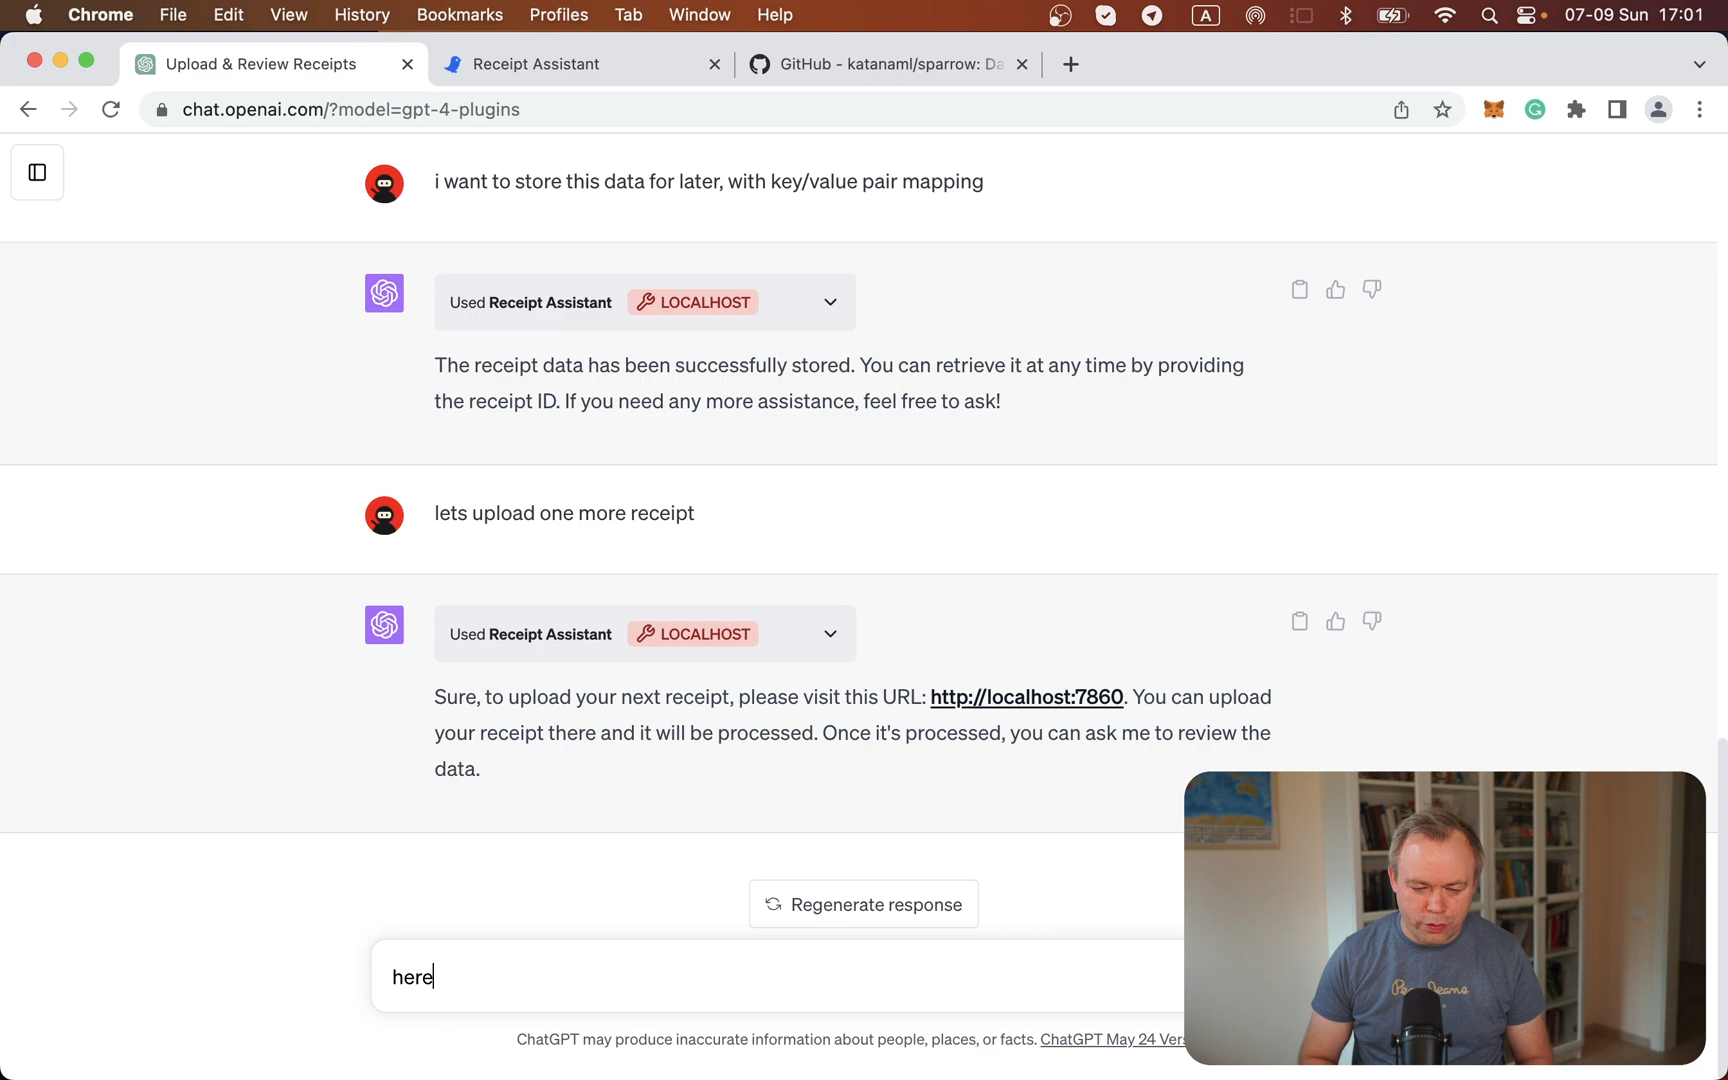 Chrome File Edit View History Bookmarks Profiles Tab Window Help A 07-09 Sun 17:01
Upload & Review Receipts Receipt Assistant GitHub - katanaml/sparrow: Da
chat.openai.com/?model=gpt-4-plugins
i want to store this data for later, with key/value pair mapping
Used Receipt Assistant LOCALHOST
The receipt data has been successfully stored. You can retrieve it at any time by providing
the receipt ID. If you need any more assistance, feel free to ask!
lets upload one more receipt
Used Receipt Assistant LOCALHOST
Sure, to upload your next receipt, please visit this URL: http://localhost:7860. You can upload
your receipt there and it will be processed. Once it's processed, you can ask me to review the
data.
Regenerate response
here
ChatGPT may produce inaccurate information about people, places, or facts. ChatGPT May 24 Vers